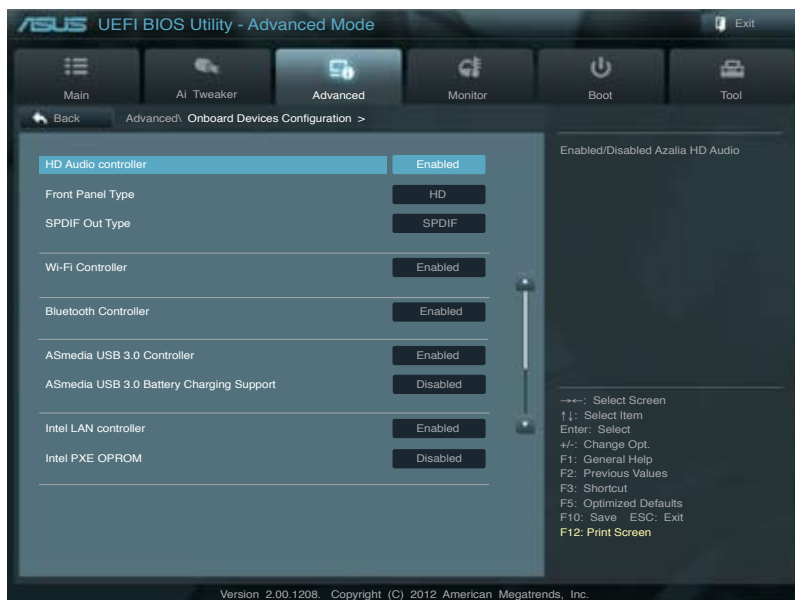 ASUS UEFI BIOS Utility - Advanced Mode
Exit
Main
Ai Tweaker
Advanced
Monitor
Boot
Tool
Back
Advanced\ Onboard Devices Configuration >
HD Audio controller Enabled
Front Panel Type HD
SPDIF Out Type SPDIF
Wi-Fi Controller Enabled
Bluetooth Controller Enabled
ASmedia USB 3.0 Controller Enabled
ASmedia USB 3.0 Battery Charging Support Disabled
Intel LAN controller Enabled
Intel PXE OPROM Disabled
Enabled/Disabled Azalia HD Audio
→←: Select Screen
↑↓: Select Item
Enter: Select
+/-: Change Opt.
F1: General Help
F2: Previous Values
F3: Shortcut
F5: Optimized Defaults
F10: Save ESC: Exit
F12: Print Screen
Version 2.00.1208. Copyright (C) 2012 American Megatrends, Inc.